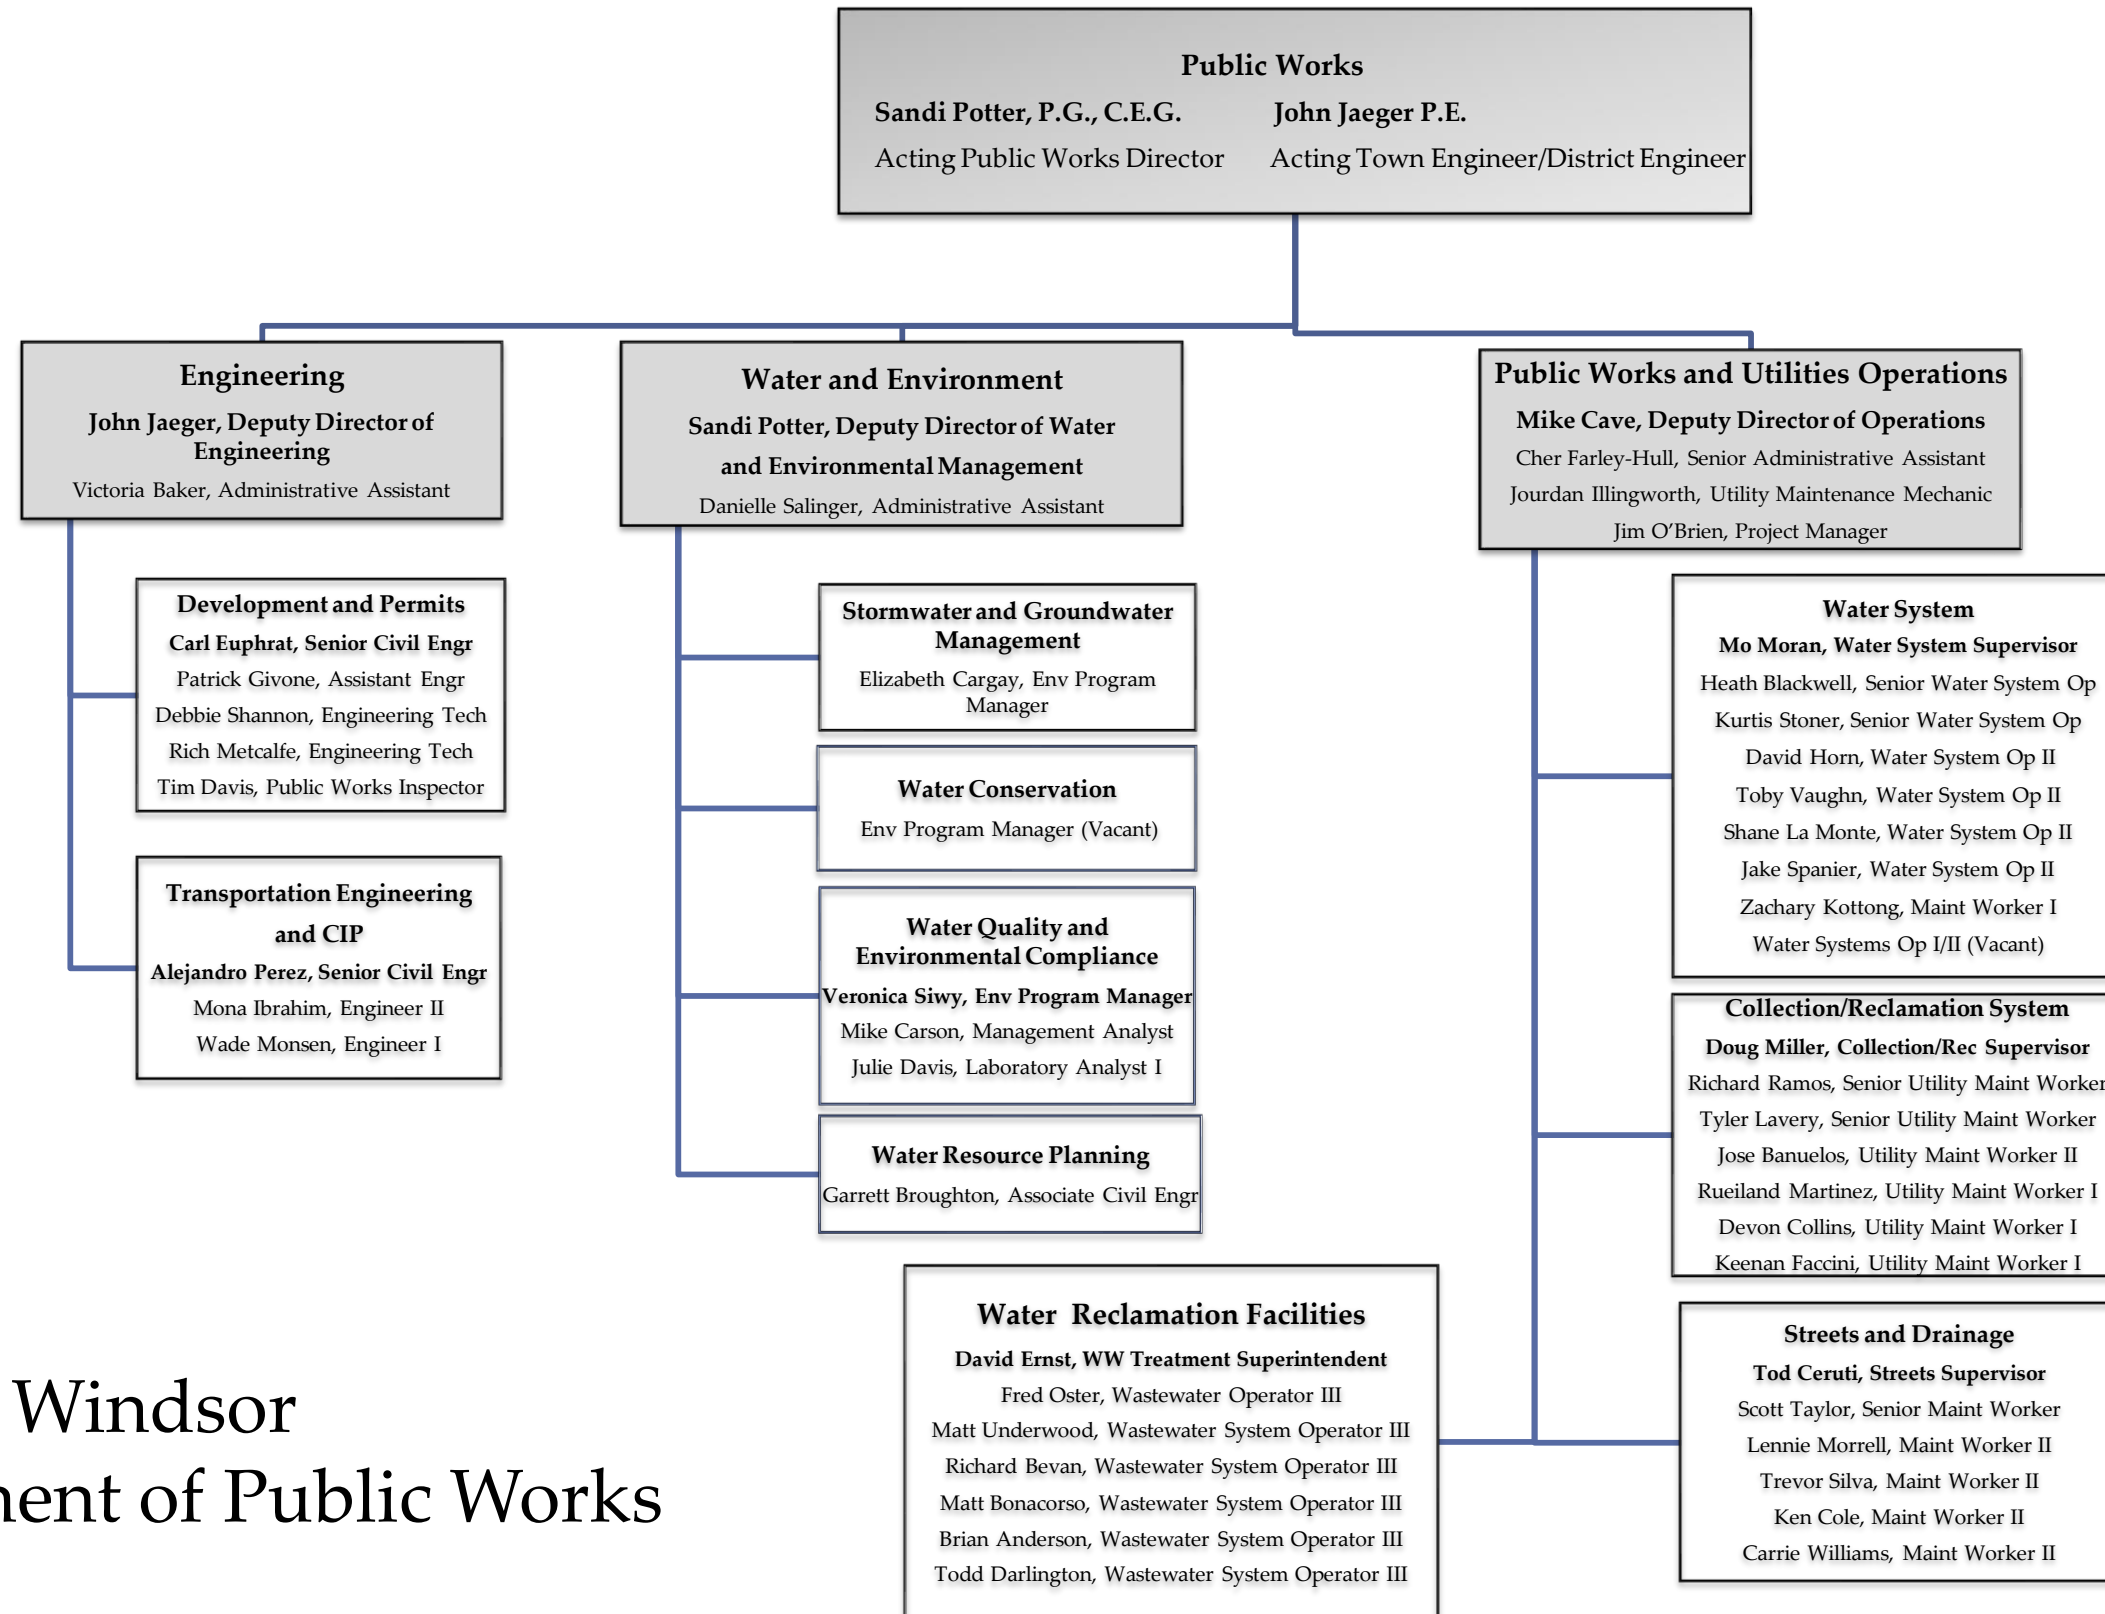 Public Works
Sandi Potter, P.G., C.E.G. John Jaeger P.E.
Acting Public Works Director Acting Town Engineer/District Engineer
Engineering
John Jaeger, Deputy Director of
Engineering
Victoria Baker, Administrative Assistant
Development and Permits
Carl Euphrat, Senior Civil Engr
Patrick Givone, Assistant Engr
Debbie Shannon, Engineering Tech
Rich Metcalfe, Engineering Tech
Tim Davis, Public Works Inspector
Transportation Engineering
and CIP
Alejandro Perez, Senior Civil Engr
Mona Ibrahim, Engineer II
Wade Monsen, Engineer I
Water and Environment
Sandi Potter, Deputy Director of Water
and Environmental Management
Danielle Salinger, Administrative Assistant
Stormwater and Groundwater
Management
Elizabeth Cargay, Env Program
Manager
Water Conservation
Env Program Manager (Vacant)
Water Quality and
Environmental Compliance
Veronica Siwy, Env Program Manager
Mike Carson, Management Analyst
Julie Davis, Laboratory Analyst I
Water Resource Planning
Garrett Broughton, Associate Civil Engr
Public Works and Utilities Operations
Mike Cave, Deputy Director of Operations
Cher Farley-Hull, Senior Administrative Assistant
Jourdan Illingworth, Utility Maintenance Mechanic
Jim O’Brien, Project Manager
Water System
Mo Moran, Water System Supervisor
Heath Blackwell, Senior Water System Op
Kurtis Stoner, Senior Water System Op
David Horn, Water System Op II
Toby Vaughn, Water System Op II
Shane La Monte, Water System Op II
Jake Spanier, Water System Op II
Zachary Kottong, Maint Worker I
Water Systems Op I/II (Vacant)
Collection/Reclamation System
Doug Miller, Collection/Rec Supervisor
Richard Ramos, Senior Utility Maint Worker
Tyler Lavery, Senior Utility Maint Worker
Jose Banuelos, Utility Maint Worker II
Rueiland Martinez, Utility Maint Worker I
Devon Collins, Utility Maint Worker I
Keenan Faccini, Utility Maint Worker I
Water Reclamation Facilities
David Ernst, WW Treatment Superintendent
Fred Oster, Wastewater Operator III
Matt Underwood, Wastewater System Operator III
Richard Bevan, Wastewater System Operator III
Matt Bonacorso, Wastewater System Operator III
Brian Anderson, Wastewater System Operator III
Todd Darlington, Wastewater System Operator III
Streets and Drainage
Tod Ceruti, Streets Supervisor
Scott Taylor, Senior Maint Worker
Lennie Morrell, Maint Worker II
Trevor Silva, Maint Worker II
Ken Cole, Maint Worker II
Carrie Williams, Maint Worker II
Windsor
of Public Works